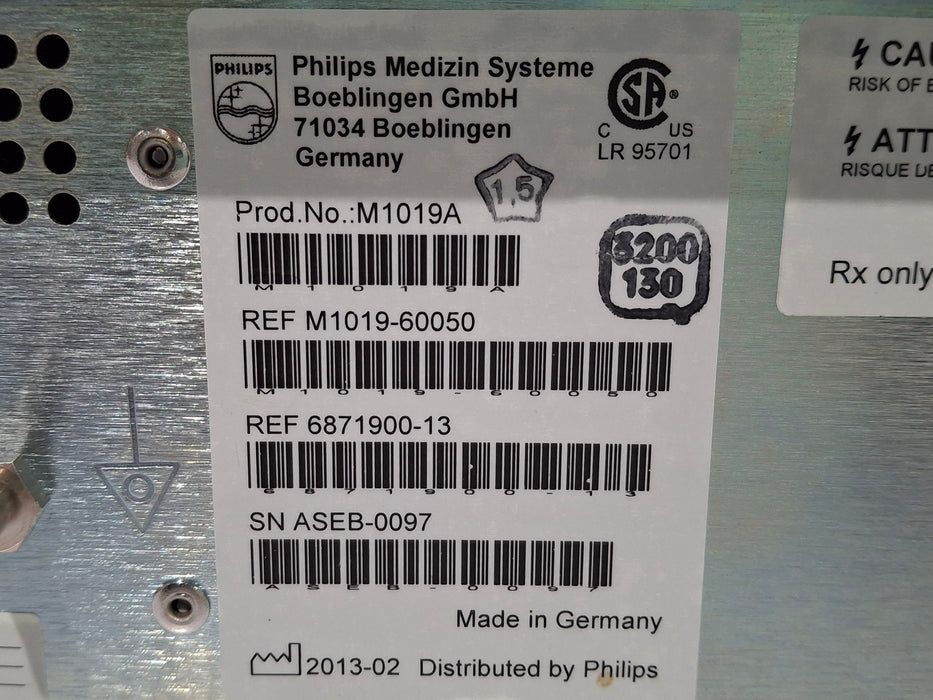 PHILIPS
Philips Medizin Systeme
Boeblingen GmbH
71034 Boeblingen
Germany
SA ®
C US
LR 95701
1,5
Prod.No.:M1019A
M1019A
3200
130
REF M1019-60050
M1019-60050
REF 6871900-13
6871900-13
SN ASEB-0097
ASEB-0097
Made in Germany
2013-02 Distributed by Philips
CAU
RISK OF E
ATT
RISQUE DE
Rx only